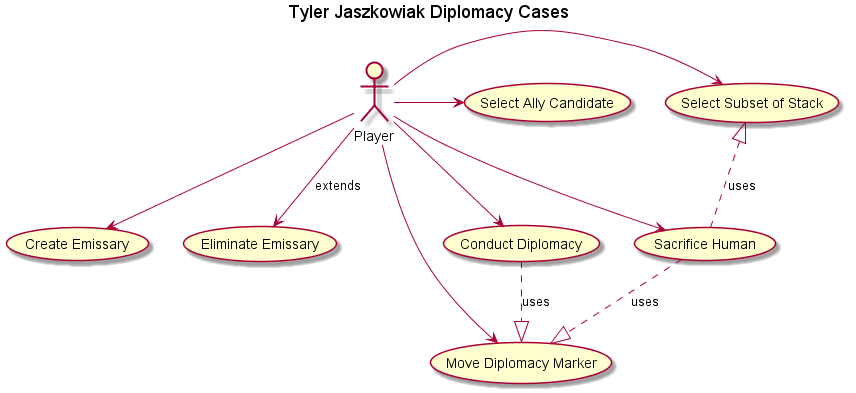 Tyler Jaszkowiak Diplomacy Cases
Select Ally Candidate
Select Subset of Stack
Player
extends
uses
Create Emissary
Eliminate Emissary
Conduct Diplomacy
Sacrifice Human
uses
uses
Move Diplomacy Marker